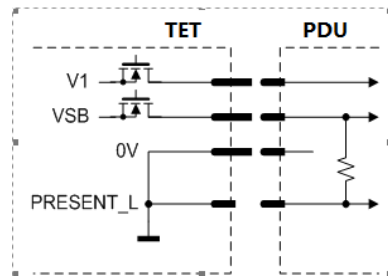 TET
PDU
V1
VSB
0V
PRESENT_L